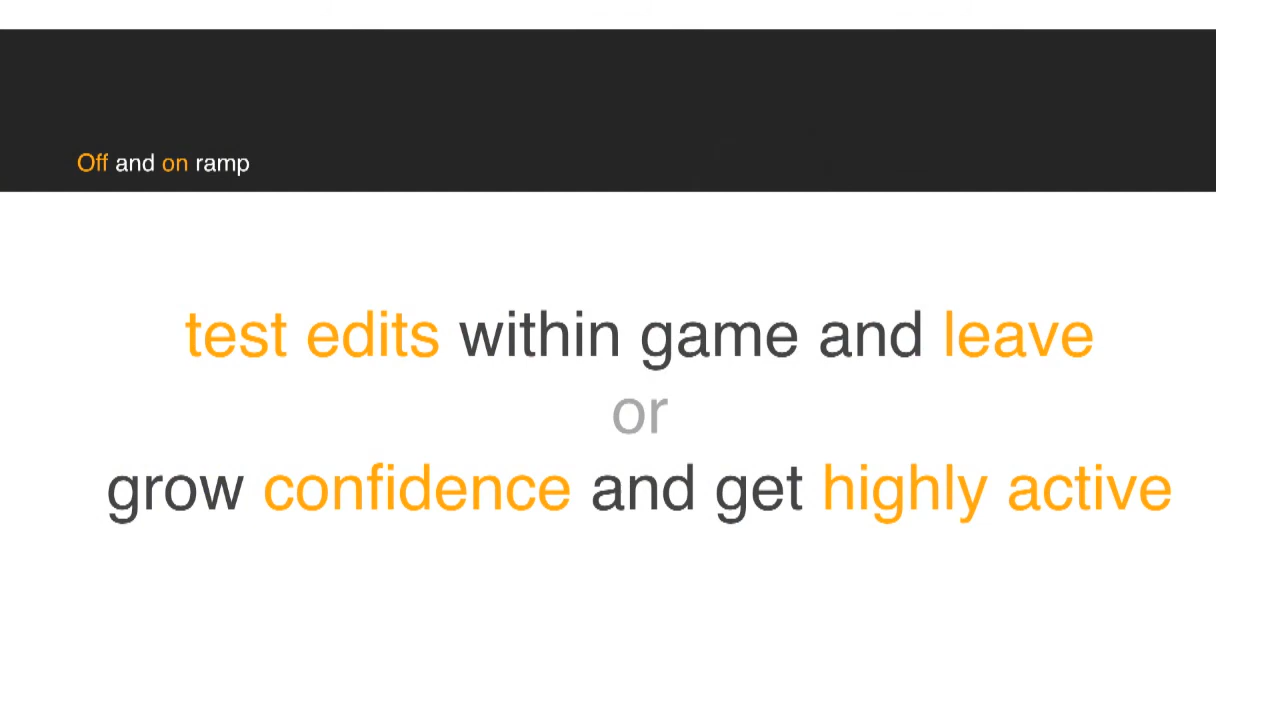 Off and on ramp
test edits within game and leave
or
grow confidence and get highly active